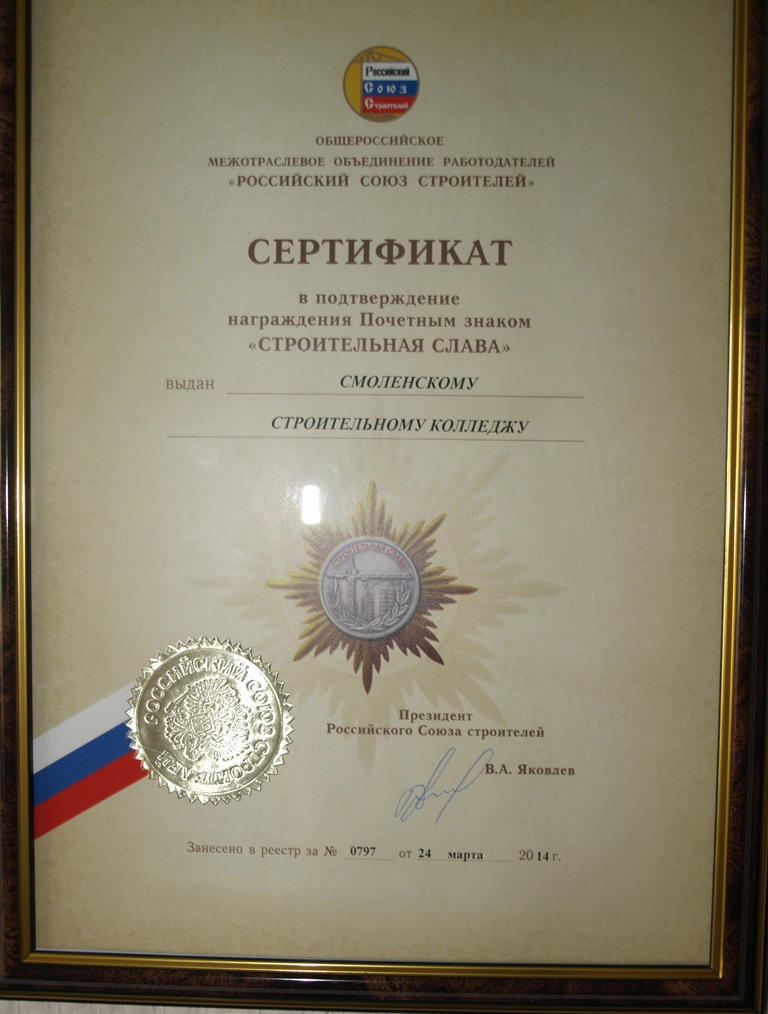 Российский
Союз
Строителей
ОБЩЕРОССИЙСКОЕ
МЕЖОТРАСЛЕВОЕ ОБЪЕДИНЕНИЕ РАБОТОДАТЕЛЕЙ
«РОССИЙСКИЙ СОЮЗ СТРОИТЕЛЕЙ»
СЕРТИФИКАТ
в подтверждение
награждения Почетным знаком
«СТРОИТЕЛЬНАЯ СЛАВА»
выдан СМОЛЕНСКОМУ
СТРОИТЕЛЬНОМУ КОЛЛЕДЖУ
СТРОИТЕЛЬНАЯ СЛАВА
РОССИЙСКИЙ СОЮЗ СТРОИТЕЛЕЙ
Президент
Российского Союза строителей
В.А. Яковлев
Занесено в реестр за № 0797 от 24 марта 2014 г.